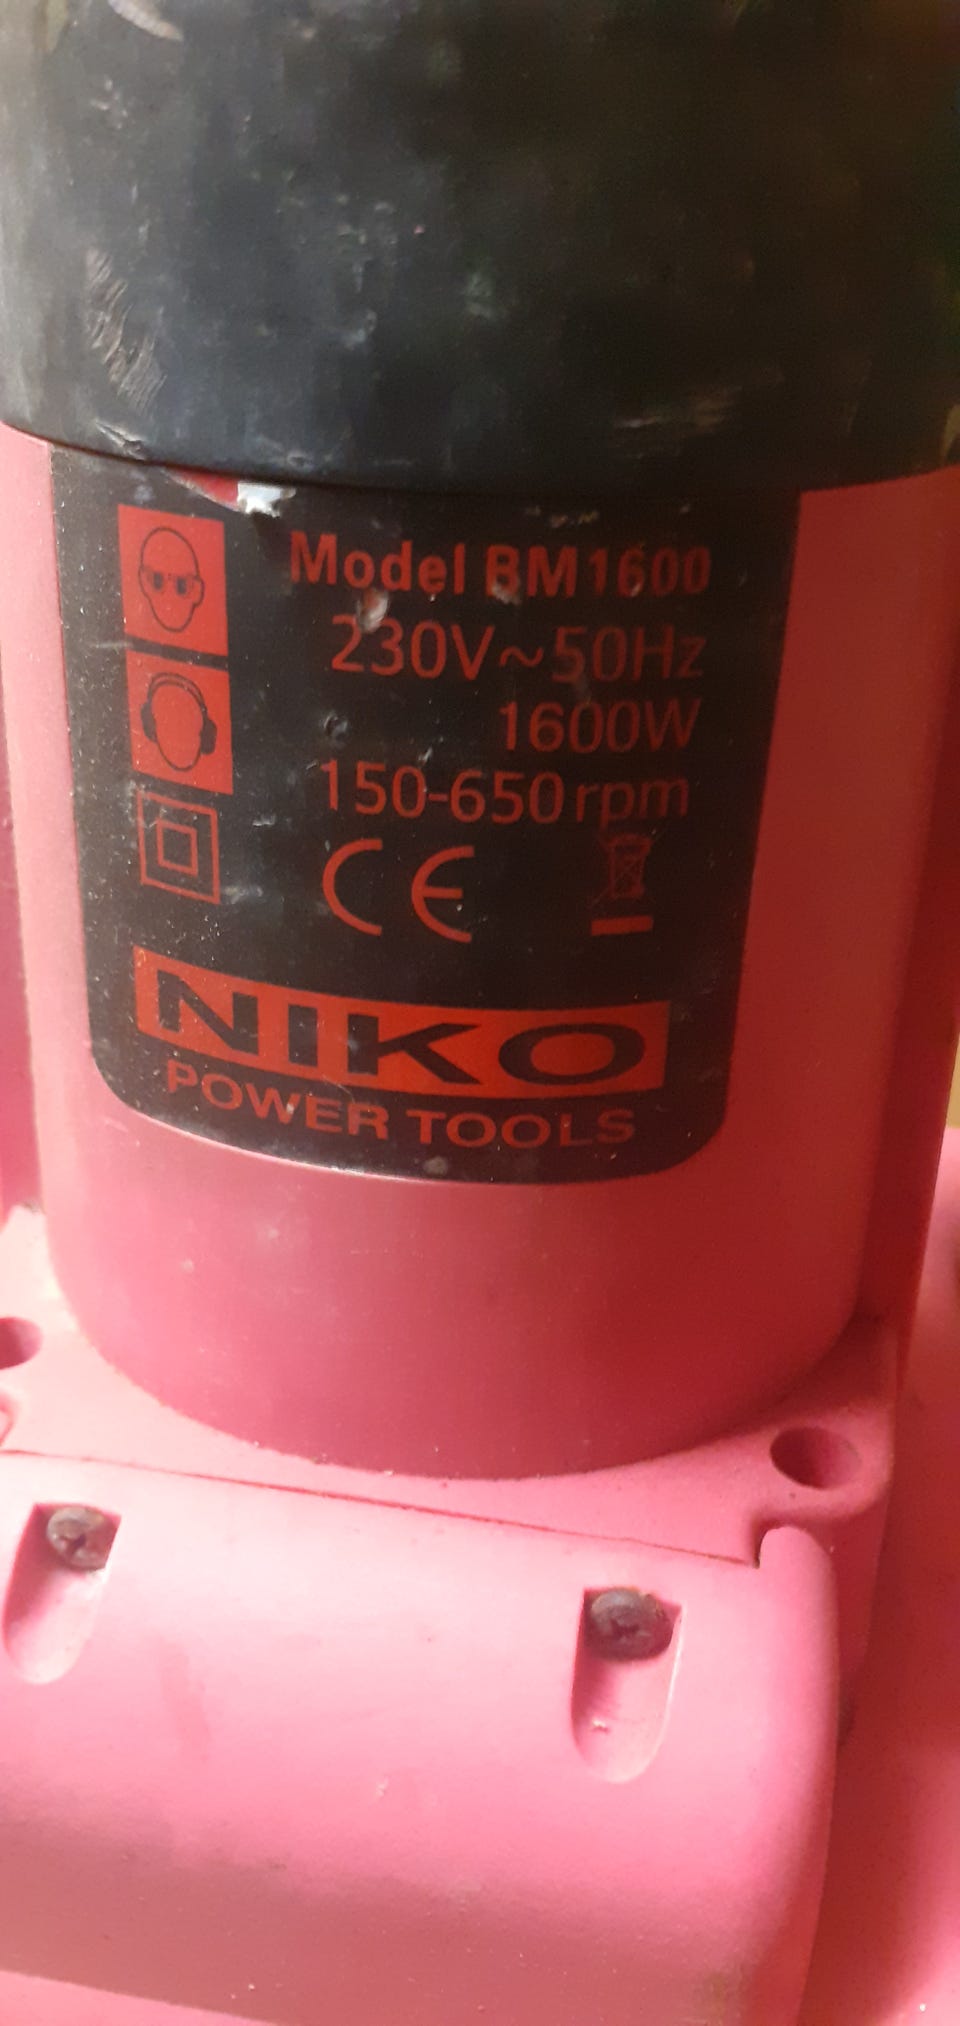 Model BM1600
230V~50Hz
1600W
150-650rpm
CE
NIKO
POWER TOOLS